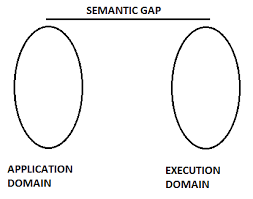 SEMANTIC GAP
APPLICATION
DOMAIN
EXECUTION
DOMAIN